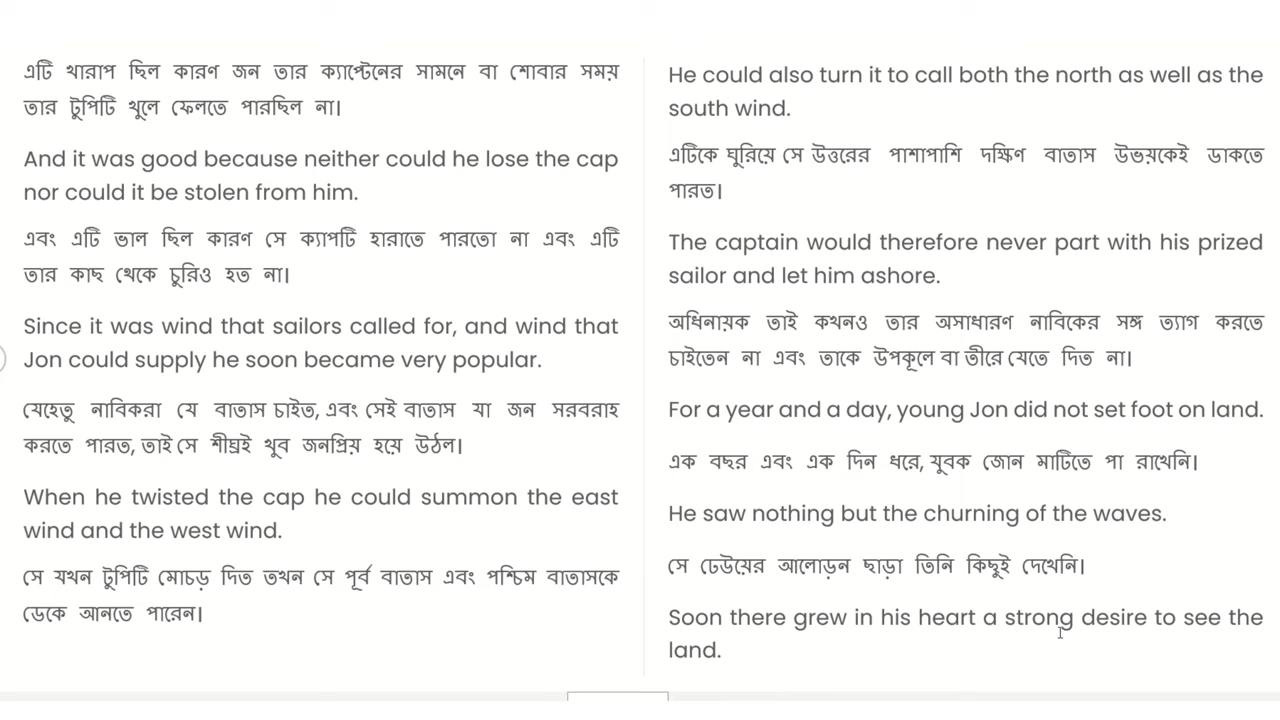 এটি খারাপ ছিল কারণ জন তার ক্যাপ্টেনের সামনে বা শোবার সময়
তার টুপিটি খুলে ফেলতে পারছিল না।
And it was good because neither could he lose the cap
nor could it be stolen from him.
এবং এটি ভাল ছিল কারণ সে ক্যাপটি হারাতে পারতো না এবং এটি
তার কাছ থেকে চুরিও হত না।
Since it was wind that sailors called for, and wind that
Jon could supply he soon became very popular.
যেহেতু নাবিকরা যে বাতাস চাইত, এবং সেই বাতাস যা জন সরবরাহ
করতে পারত, তাই সে শীঘ্রই খুব জনপ্রিয় হয়ে উঠল।
When he twisted the cap he could summon the east
wind and the west wind.
সে যখন টুপিটি মোচড় দিত তখন সে পূর্ব বাতাস এবং পশ্চিম বাতাসকে
ডেকে আনতে পারেন।
He could also turn it to call both the north as well as the
south wind.
এটিকে ঘুরিয়ে সে উত্তরের পাশাপাশি দক্ষিণ বাতাস উভয়কেই ডাকতে
পারত।
The captain would therefore never part with his prized
sailor and let him ashore.
অধিনায়ক তাই কখনও তার অসাধারণ নাবিকের সঙ্গ ত্যাগ করতে
চাইতেন না এবং তাকে উপকূলে বা তীরে যেতে দিত না।
For a year and a day, young Jon did not set foot on land.
এক বছর এবং এক দিন ধরে, যুবক জোন মাটিতে পা রাখেনি।
He saw nothing but the churning of the waves.
সে ঢেউয়ের আলোড়ন ছাড়া তিনি কিছুই দেখেনি।
Soon there grew in his heart a strong desire to see the
land.